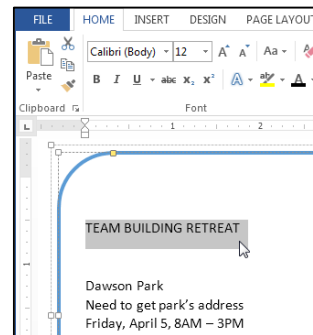 FILE HOME INSERT DESIGN PAGE LAYOUT
Calibri (Body) 12 A A Aa
Paste B I U abc X₂ X² A ab A
Clipboard Font
L 1 2
TEAM BUILDING RETREAT
Dawson Park
Need to get park's address
Friday, April 5, 8AM – 3PM